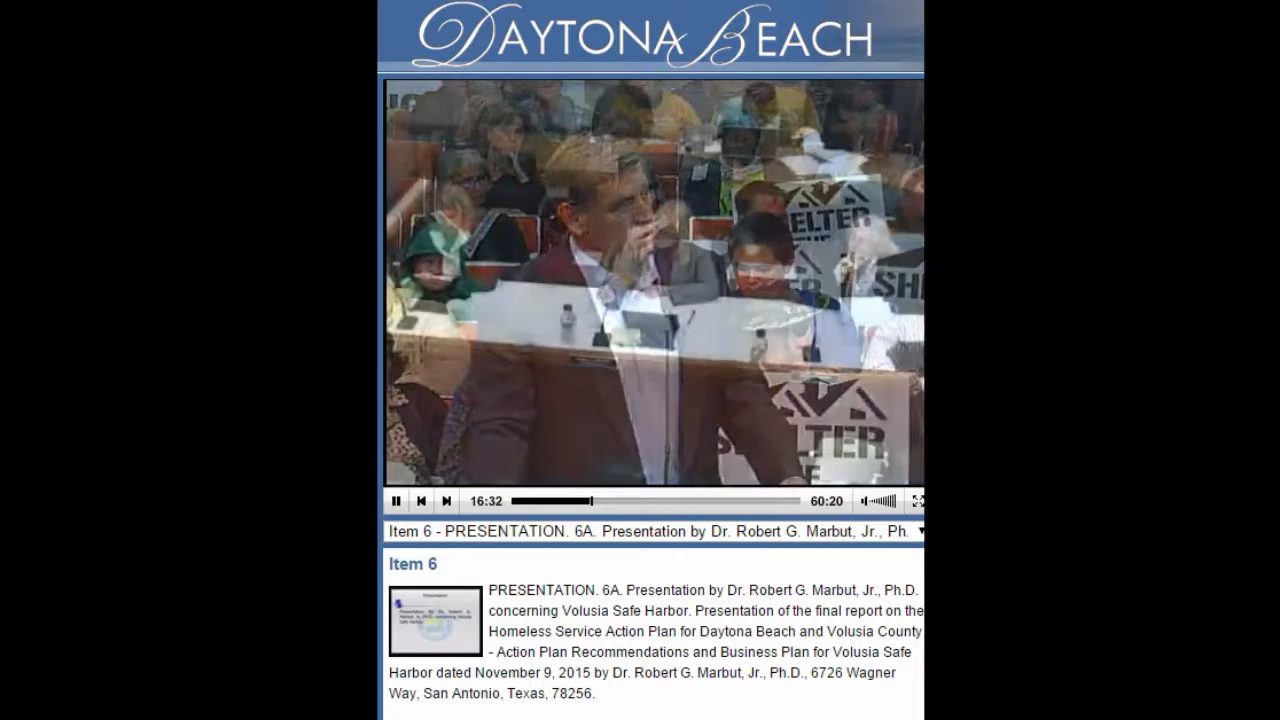 DAYTONA BEACH
ELTER
THE
SH
LTER
16:32
60:20
Item 6 - PRESENTATION. 6A. Presentation by Dr. Robert G. Marbut, Jr., Ph.
Item 6
PRESENTATION. 6A. Presentation by Dr. Robert G. Marbut, Jr., Ph.D.
concerning Volusia Safe Harbor. Presentation of the final report on the
Homeless Service Action Plan for Daytona Beach and Volusia County
- Action Plan Recommendations and Business Plan for Volusia Safe
Harbor dated November 9, 2015 by Dr. Robert G. Marbut, Jr., Ph.D., 6726 Wagner
Way, San Antonio, Texas, 78256.